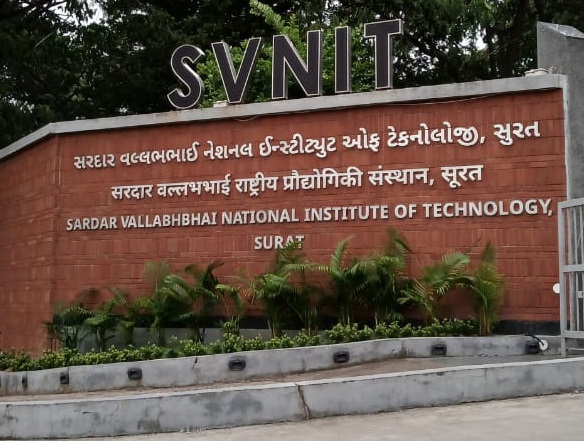 SVNIT
સરદાર વલ્લભભાઈ નેશનલ ઈન્સ્ટીટ્યુટ ઓફ ટેકનોલોજી, સુરત
सरदार वल्लभभाई राष्ट्रीय प्रौद्योगिकी संस्थान, सूरत
SARDAR VALLABHBHAI NATIONAL INSTITUTE OF TECHNOLOGY,
SURAT